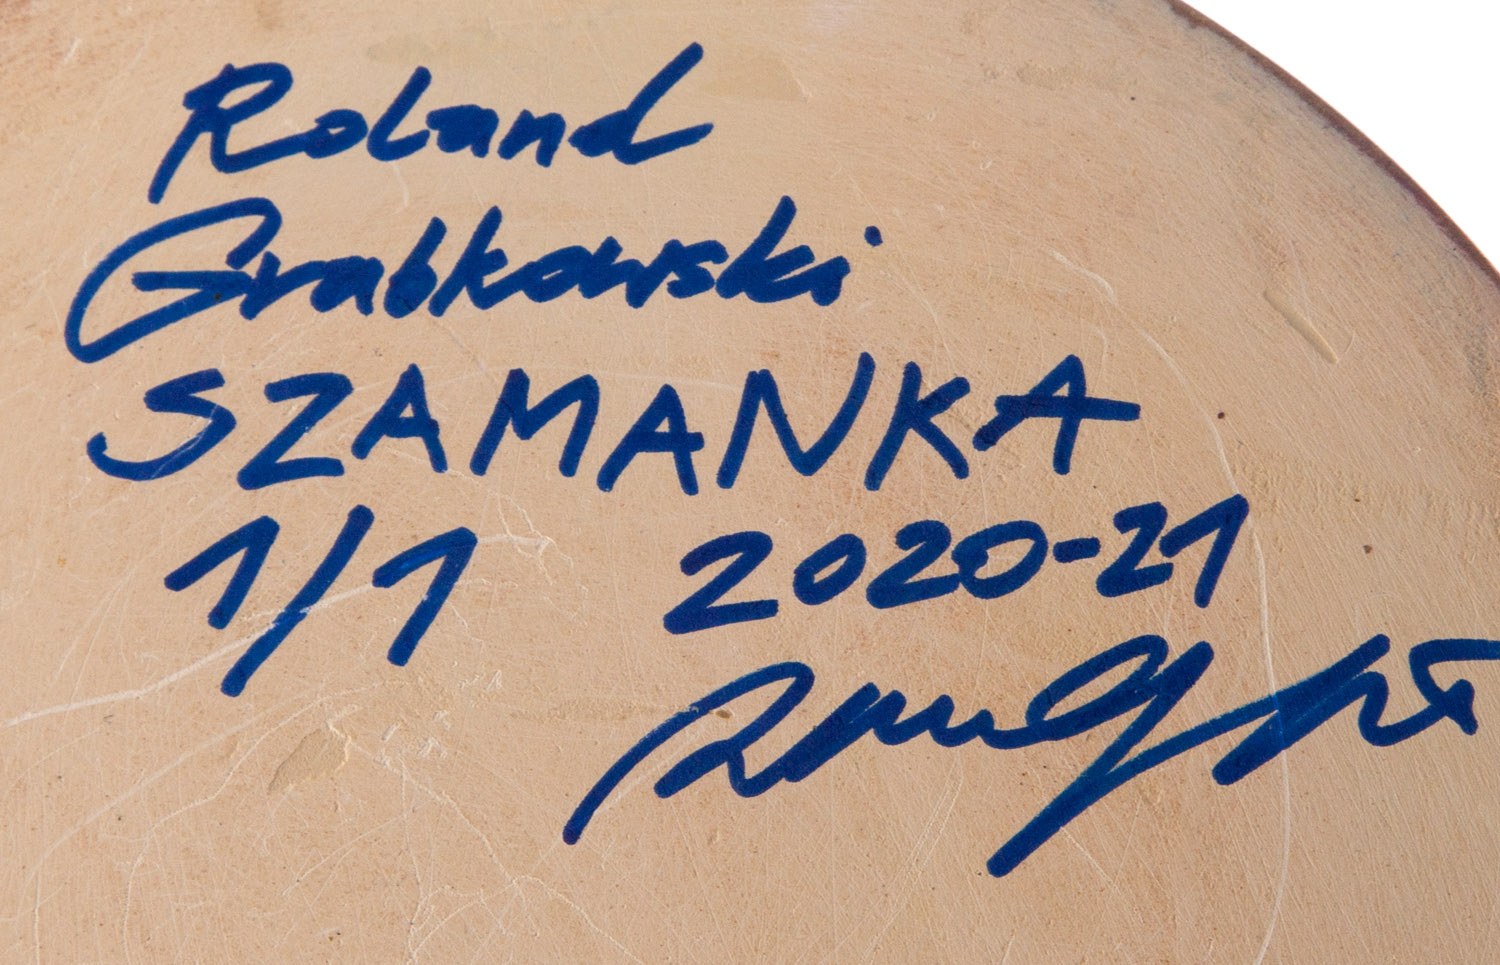 Roland
Grabkowski
SZAMANKA
1/1 2020-21